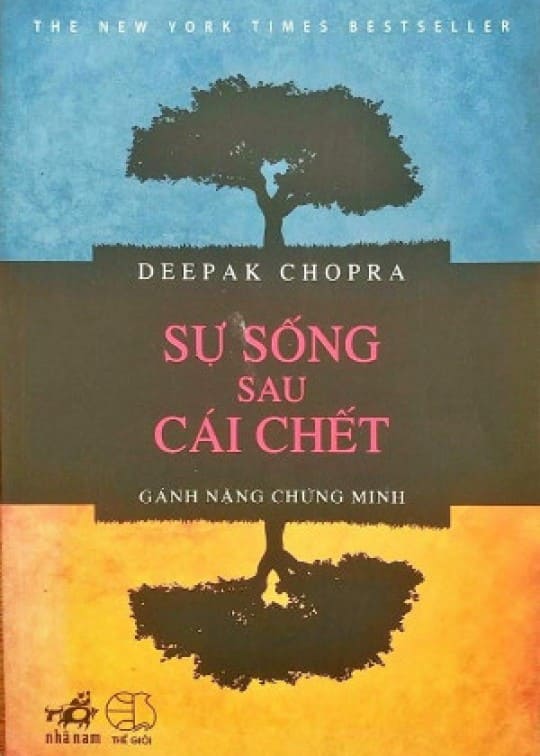 THE NEW YORK TIMES BESTSELLER
DEEPAK CHOPRA
SỰ SỐNG
SAU
CÁI CHẾT
GÁNH NẶNG CHỨNG MINH
nhã nam
THẾ GIỚI